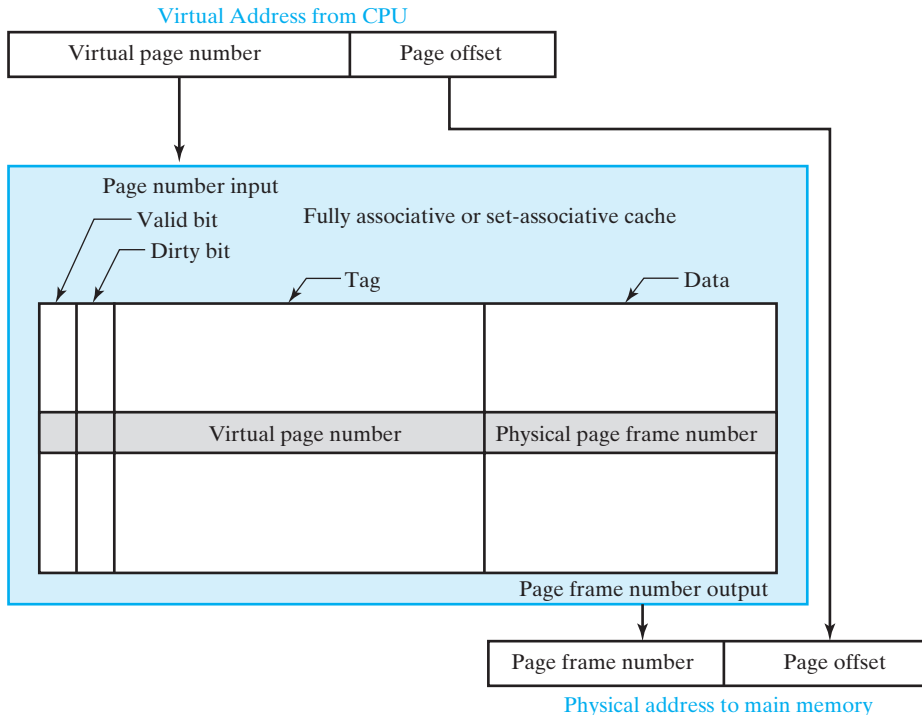 Virtual Address from CPU
Virtual page number
Page offset
Page number input
Valid bit
Fully associative or set-associative cache
Dirty bit
Tag
Data
Virtual page number
Physical page frame number
Page frame number output
Page frame number
Page offset
Physical address to main memory